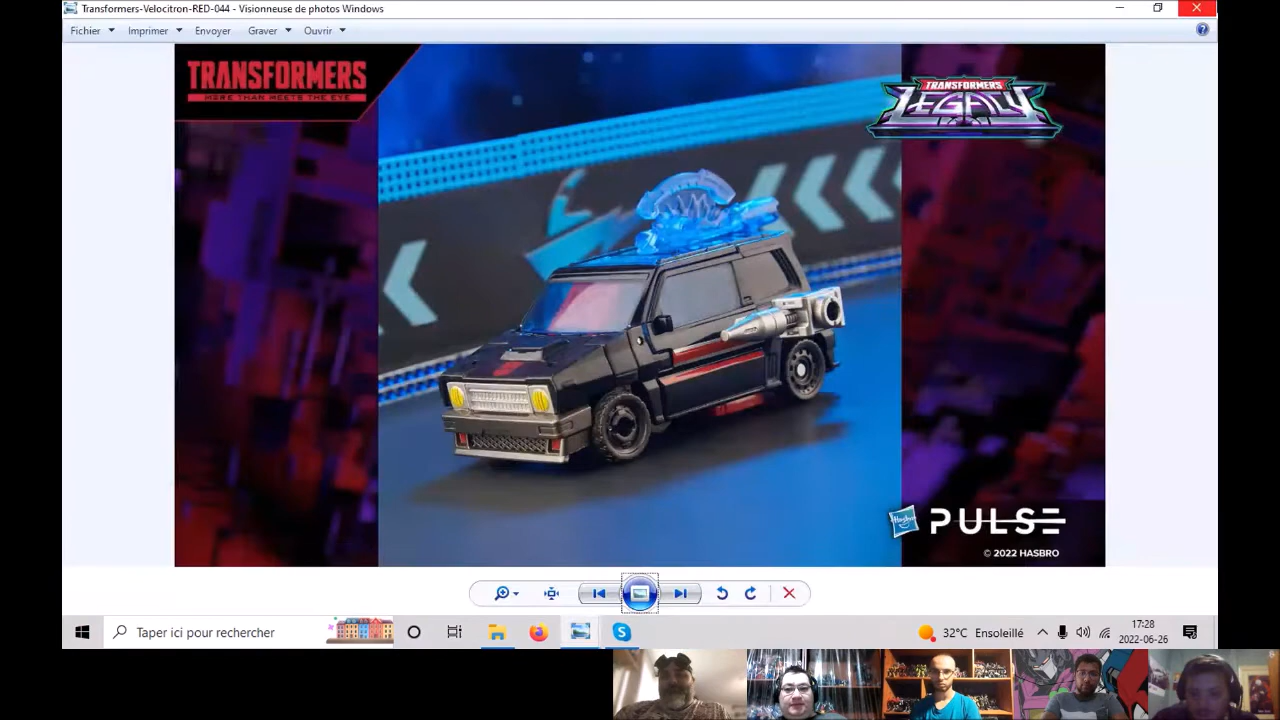 Transformers-Velocitron-RED-044 - Visionneuse de photos Windows
Fichier Imprimer Envoyer Graver Ouvrir
TRANSFORMERS
MORE THAN MEETS THE EYE
TRANSFORMERS
LEGACY
Hasbro
PULSE
© 2022 HASBRO
Taper ici pour rechercher
32°C Ensoleillé
17:28
2022-06-26